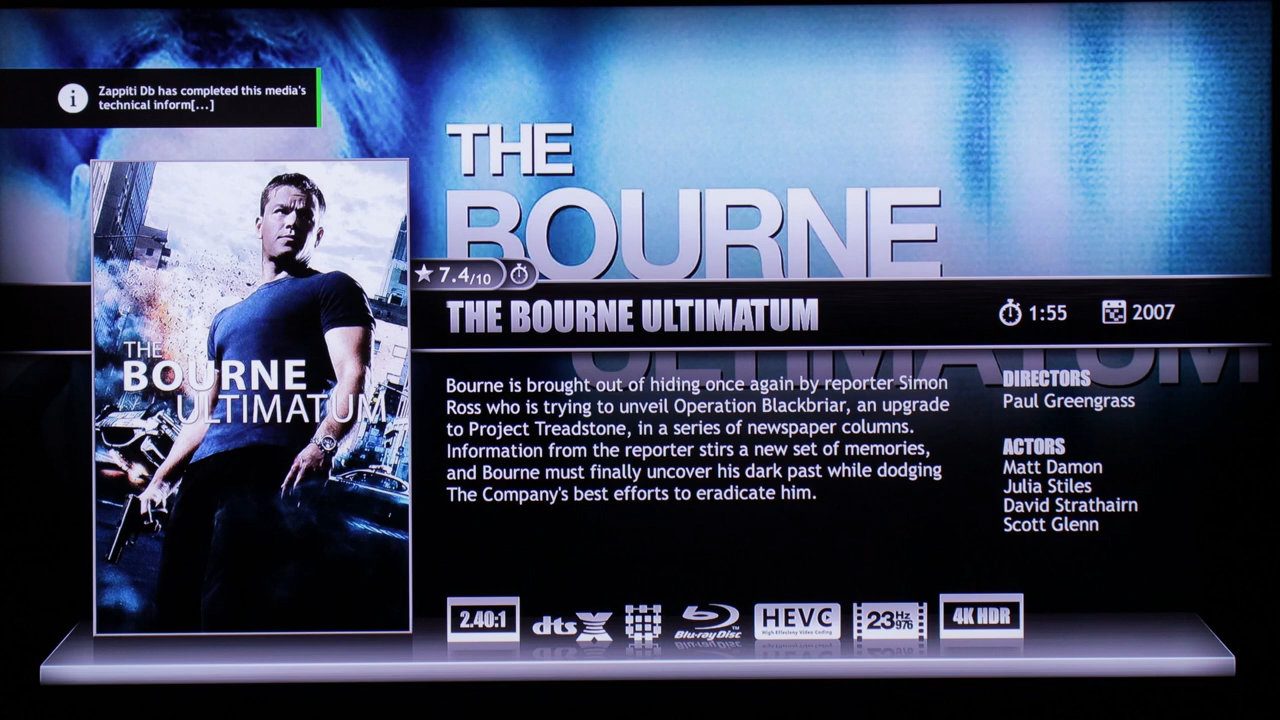 Zappiti Db has completed this media's
technical inform[...]
THE
BOURNE
7.4/10
THE BOURNE ULTIMATUM
1:55
2007
ULTIMATUM
THE
BOURNE
ULTIMATUM
Bourne is brought out of hiding once again by reporter Simon
Ross who is trying to unveil Operation Blackbriar, an upgrade
to Project Treadstone, in a series of newspaper columns.
Information from the reporter stirs a new set of memories,
and Bourne must finally uncover his dark past while dodging
The Company's best efforts to eradicate him.
DIRECTORS
Paul Greengrass
ACTORS
Matt Damon
Julia Stiles
David Strathairn
Scott Glenn
2.40:1
dts X
Blu-ray Disc
HEVC
High Efficiency Video Coding
23Hz 976
4K HDR